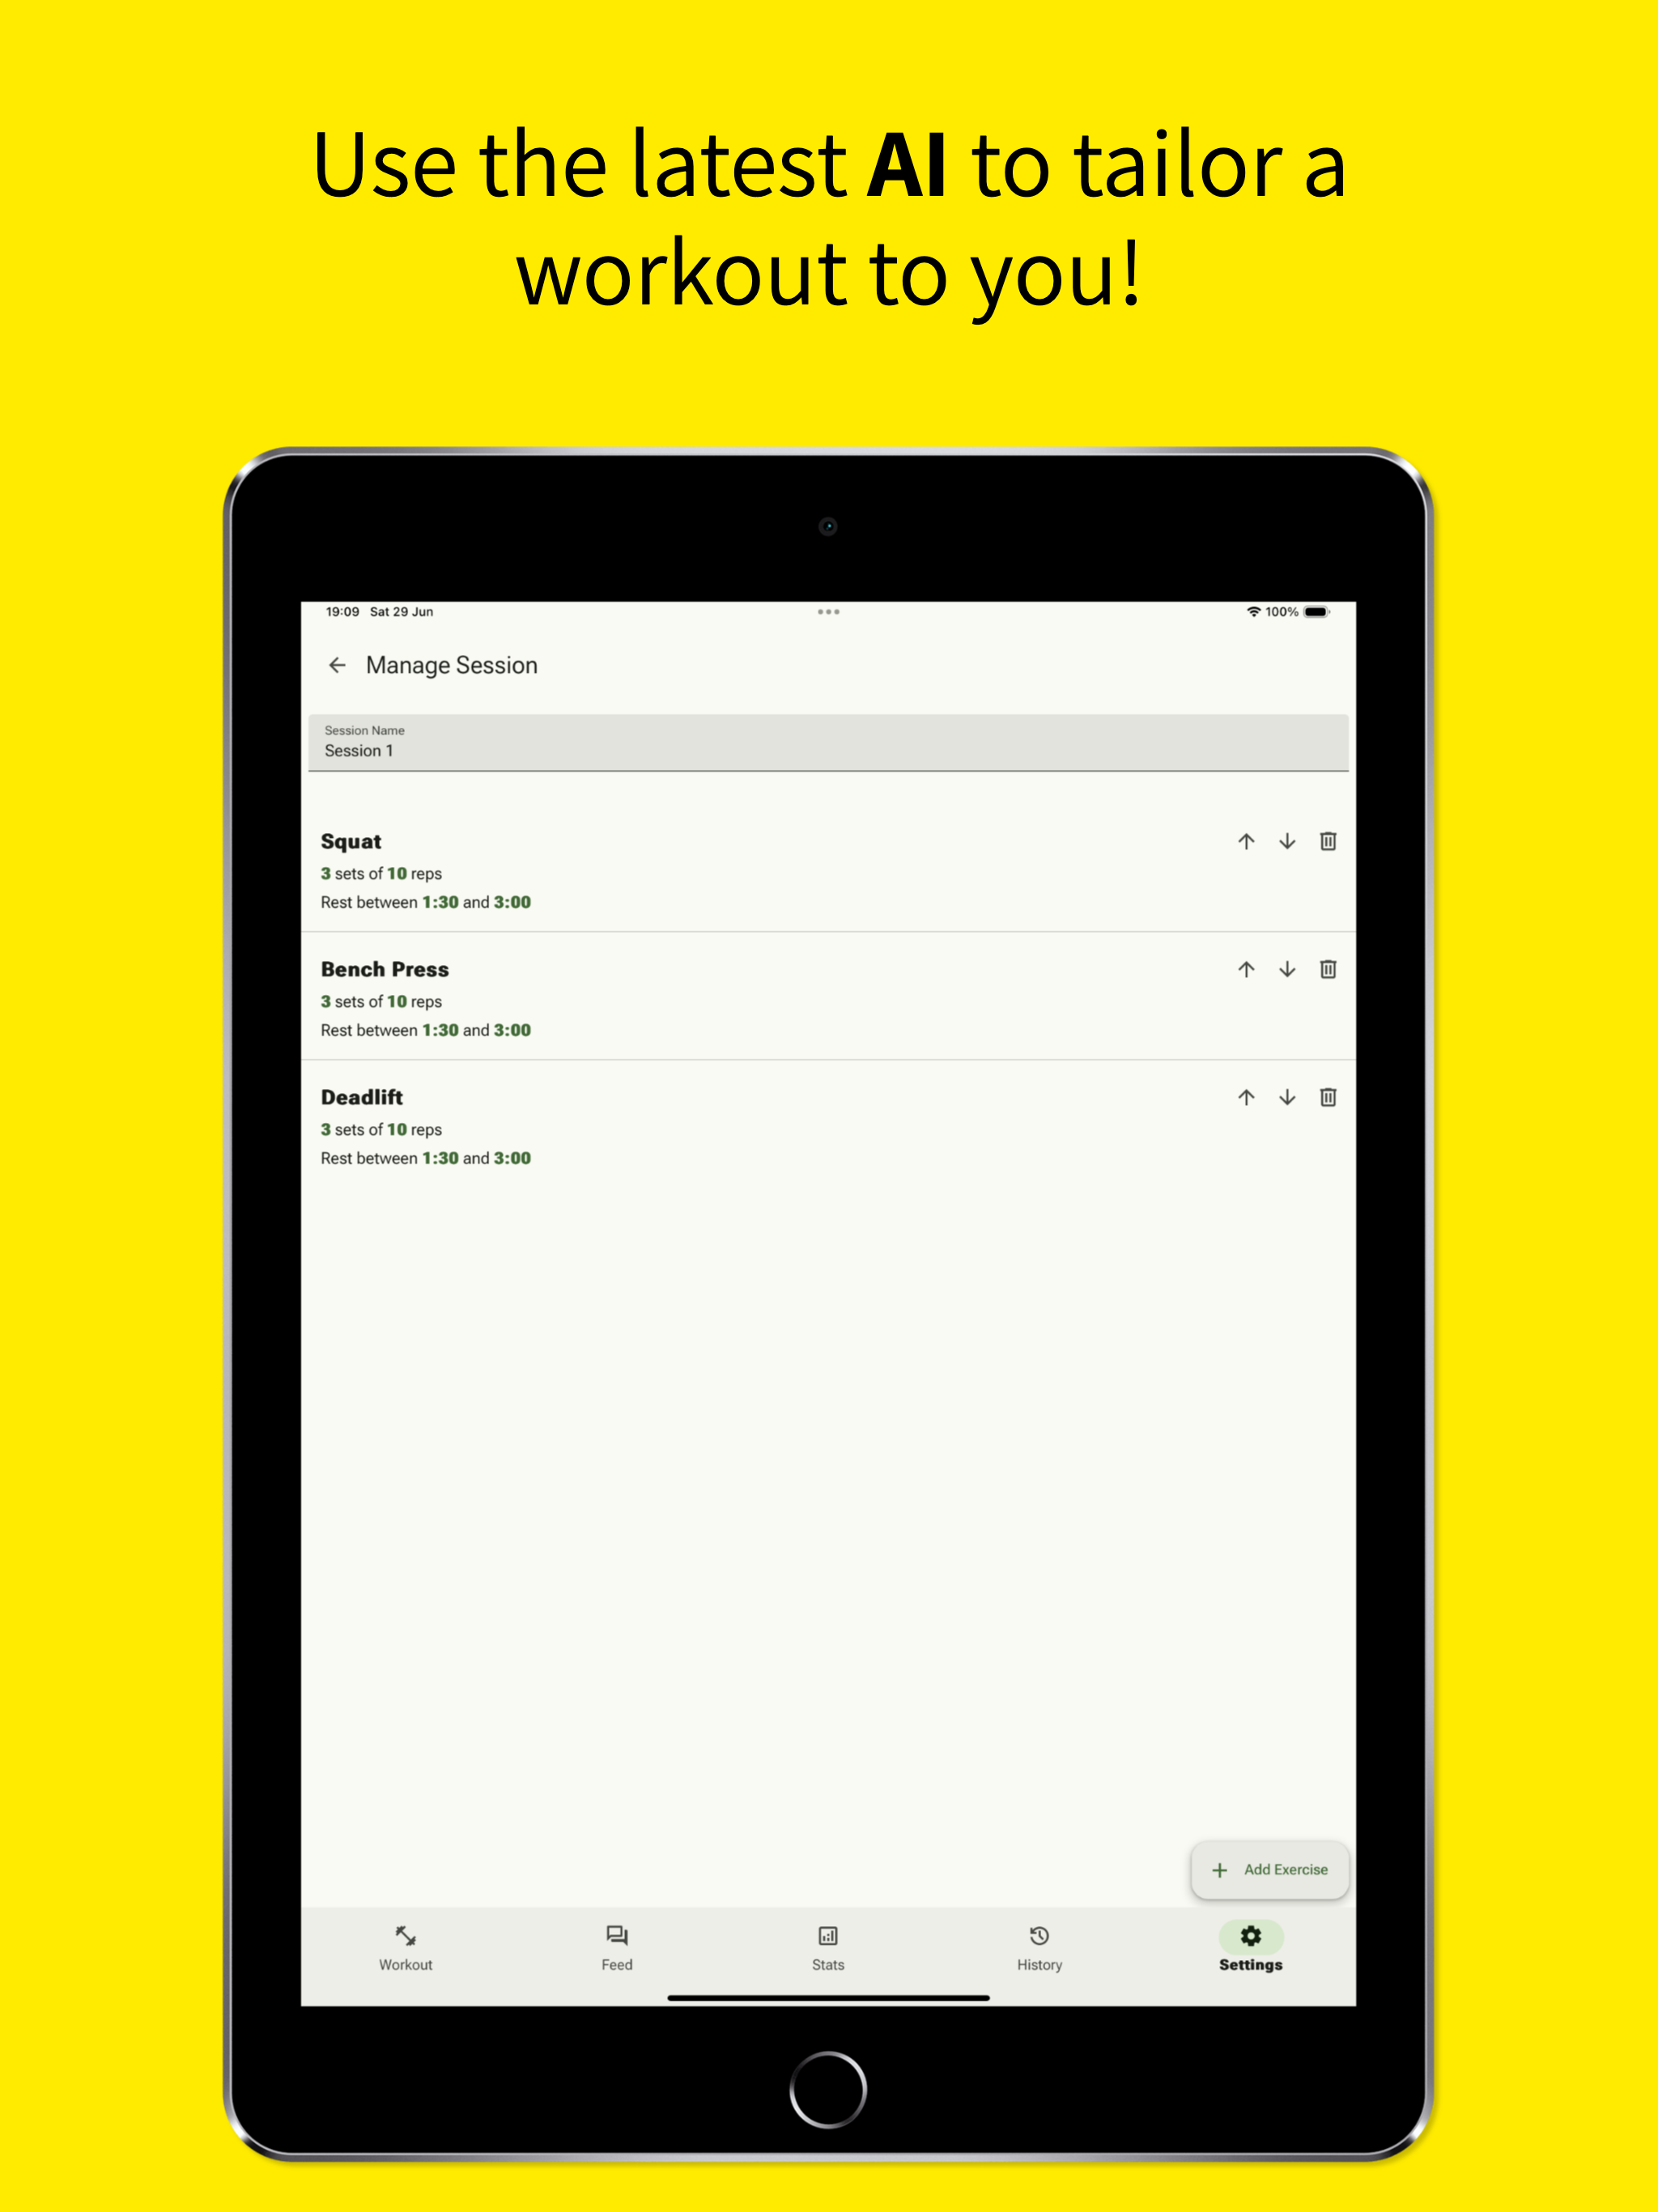 Use the latest AI to tailor a
workout to you!
19:09 Sat 29 Jun
100%
Manage Session
Session Name
Session 1
Squat
3 sets of 10 reps
Rest between 1:30 and 3:00
Bench Press
3 sets of 10 reps
Rest between 1:30 and 3:00
Deadlift
3 sets of 10 reps
Rest between 1:30 and 3:00
Add Exercise
Workout
Feed
Stats
History
Settings